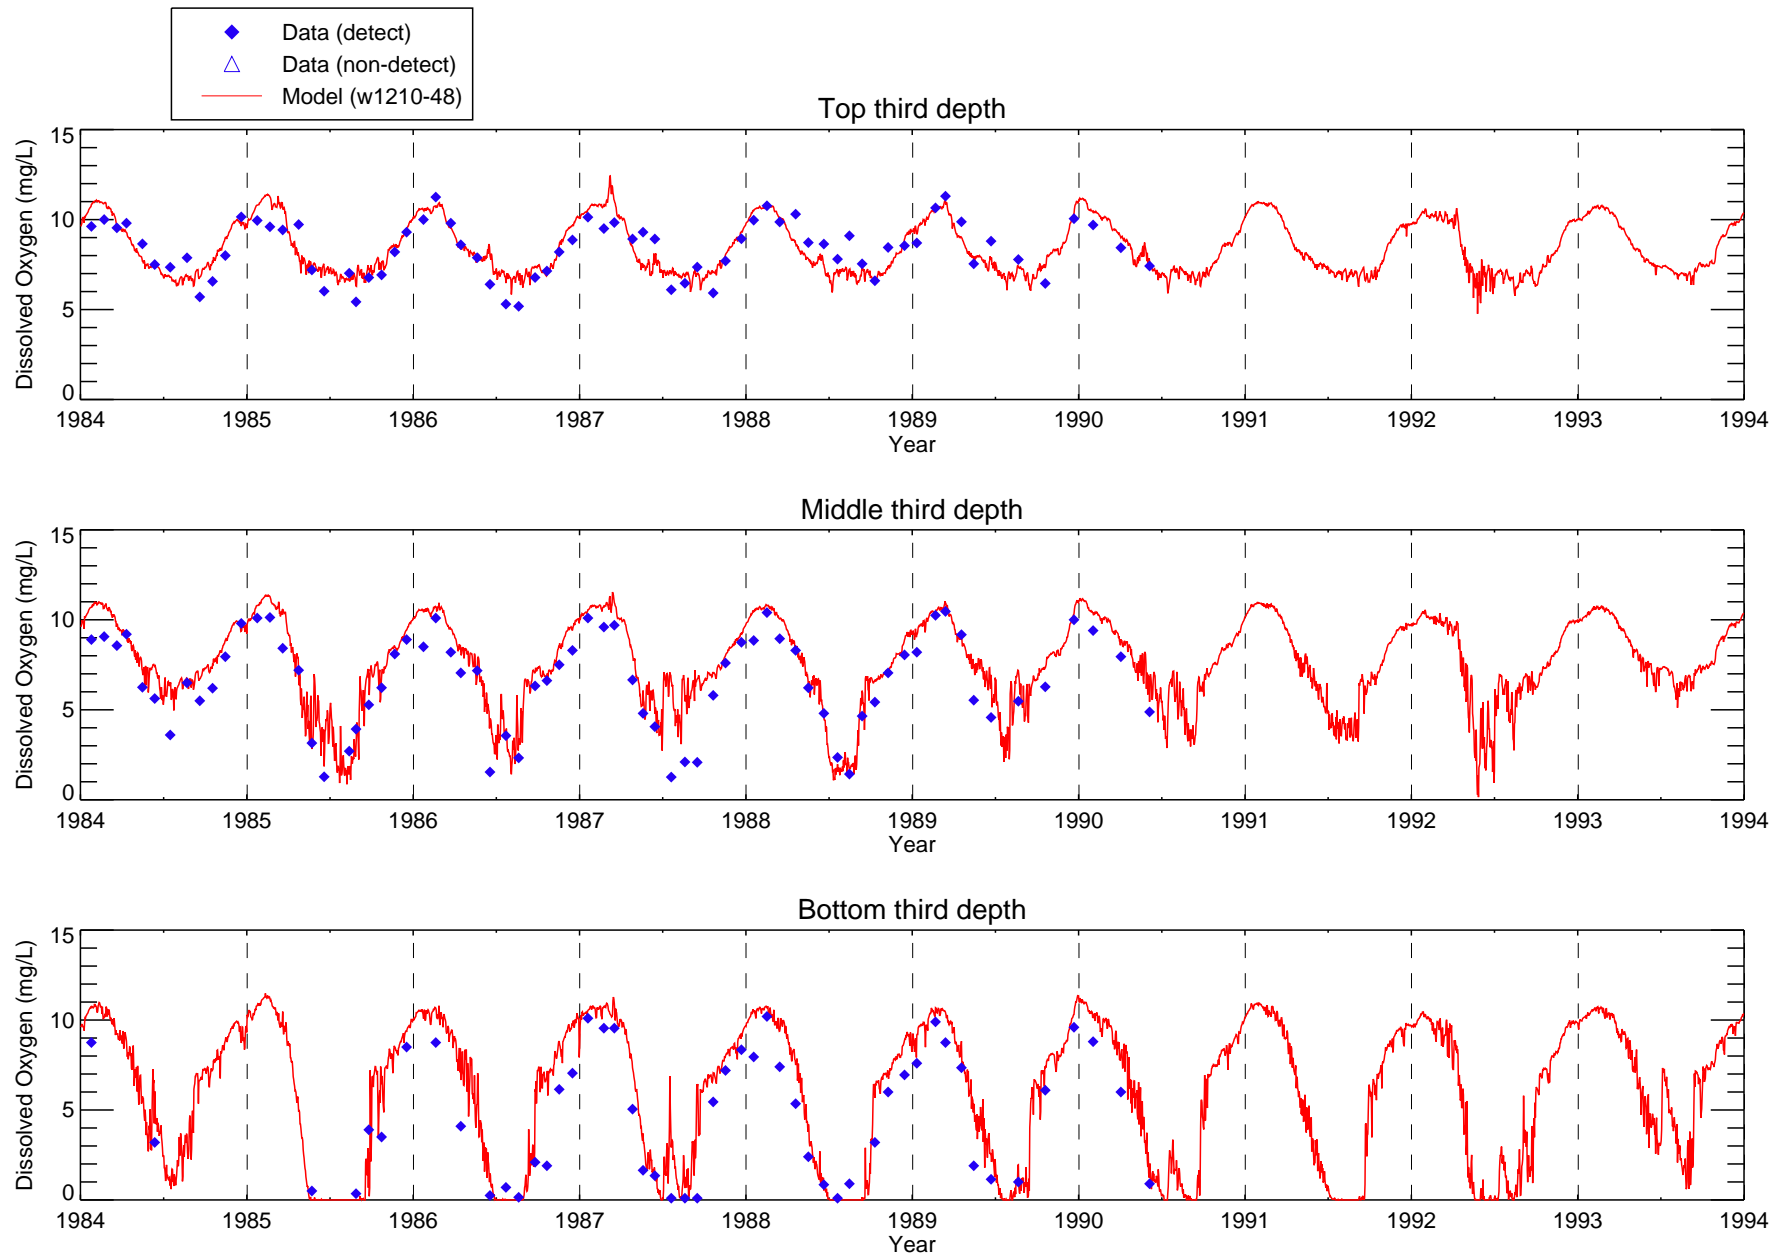 Data (detect)
Data (non-detect)
Model (w1210-48)
Top third depth
Dissolved Oxygen (mg/L)
15
10
5
0
1984 1985 1986 1987 1988 1989 1990 1991 1992 1993 1994
Year
Middle third depth
Dissolved Oxygen (mg/L)
15
10
5
0
1984 1985 1986 1987 1988 1989 1990 1991 1992 1993 1994
Year
Bottom third depth
Dissolved Oxygen (mg/L)
15
10
5
0
1984 1985 1986 1987 1988 1989 1990 1991 1992 1993 1994
Year